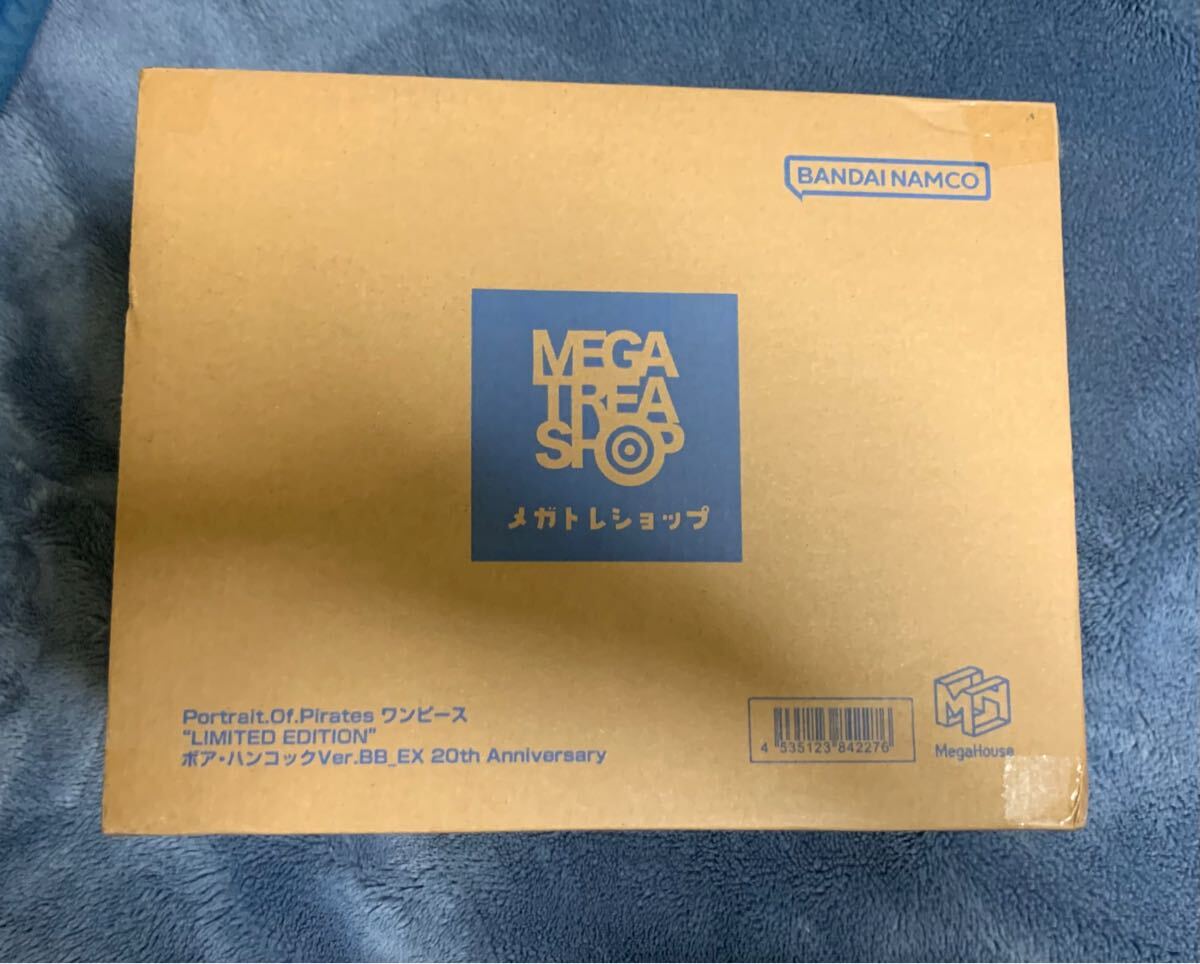 BANDAI NAMCO
MEGA
TREA
SHOP
メガトレショップ
Portrait.Of.Pirates ワンピース
“LIMITED EDITION”
ボア・ハンコックVer.BB_EX 20th Anniversary
4 535123 842276
MegaHouse